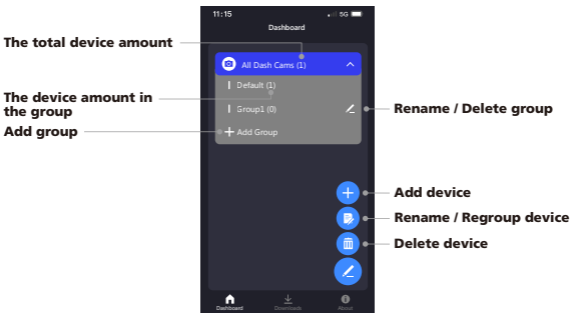 11:15
5G
Dashboard
The total device amount
All Dash Cams (1)
Default (1)
The device amount in
the group
Group1 (0)
Rename / Delete group
Add group
Add Group
Add device
Rename / Regroup device
Delete device
Dashboard
Downloads
About